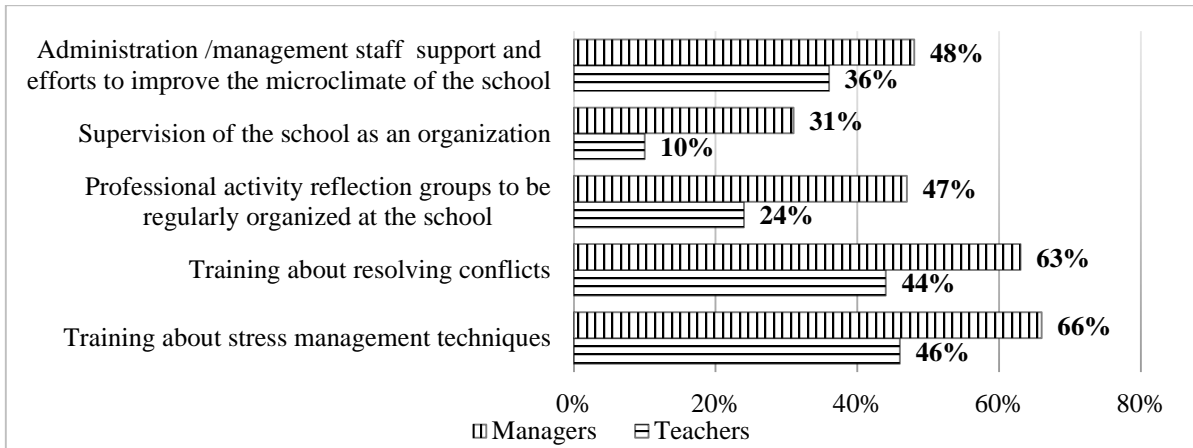 Administration /management staff  support and
efforts to improve the microclimate of the school
48%
36%
Supervision of the school as an organization
31%
10%
Professional activity reflection groups to be
regularly organized at the school
47%
24%
Training about resolving conflicts
63%
44%
Training about stress management techniques
66%
46%
0% 20% 40% 60% 80%
Managers Teachers